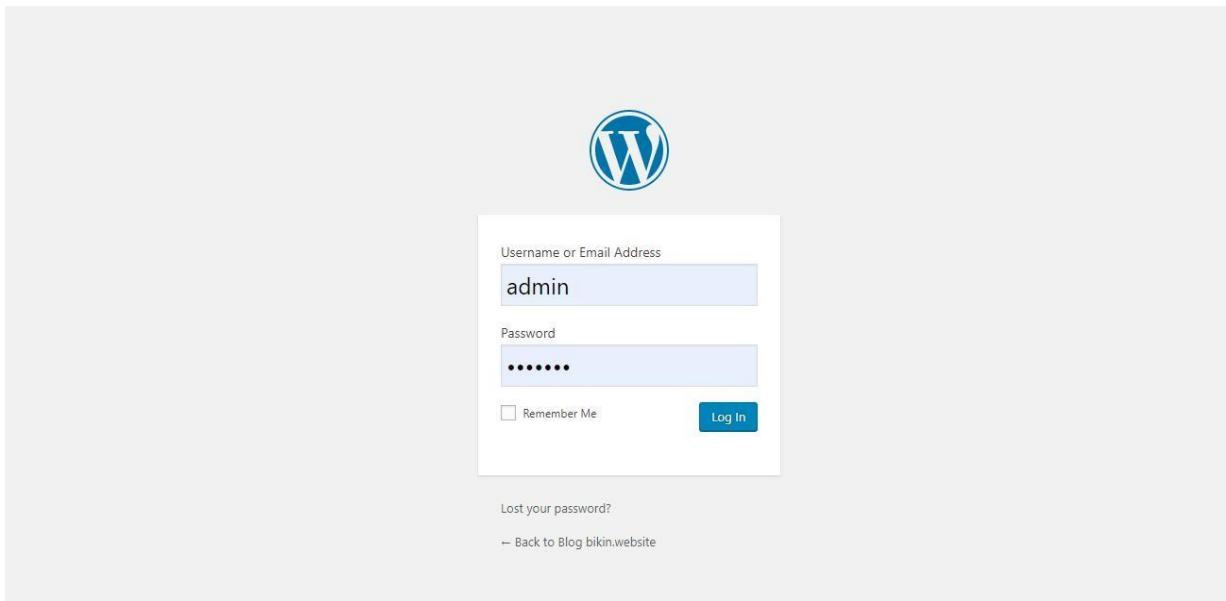 Username or Email Address
admin
Password
•••••••
Remember Me
Log In
Lost your password?
← Back to Blog bikin.website